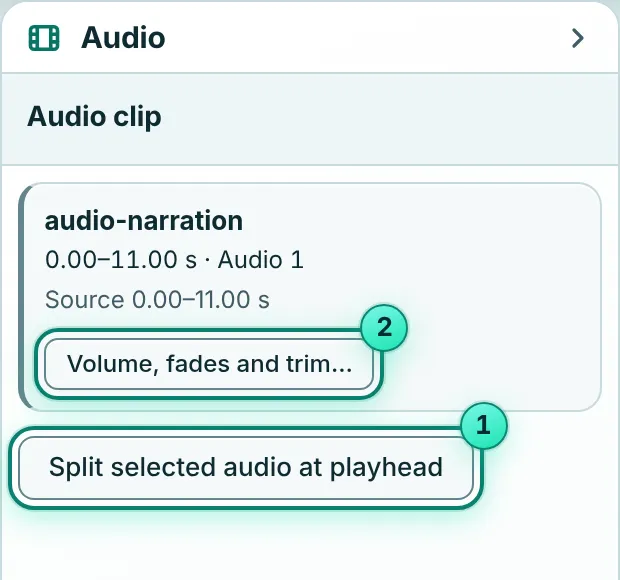 Audio
Audio clip
audio-narration
0.00–11.00 s · Audio 1
Source 0.00–11.00 s
2
Volume, fades and trim...
1
Split selected audio at playhead